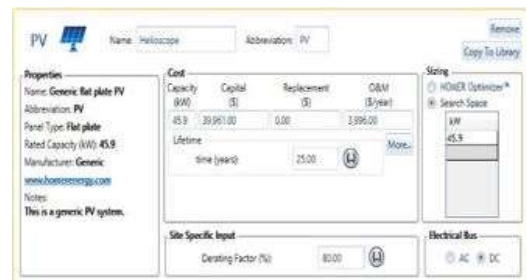 PV Name: Helioscope Abbreviation: PV Remove
Copy To Library
Properties
Name: Generic flat plate PV
Abbreviation: PV
Panel Type: Flat plate
Rated Capacity (kW): 45.9
Manufacturer: Generic
www.homerenergy.com
Notes:
This is a generic PV system.
Cost
Capacity (kW) Capital ($) Replacement ($) O&M ($/year)
45.9 39,961.00 0.00 3,996.00
Lifetime
time (years): 25.00 More...
Site Specific Input
Derating Factor (%): 80.00
Sizing
HOMER Optimizer™
Search Space
kW
45.9
Electrical Bus
AC DC